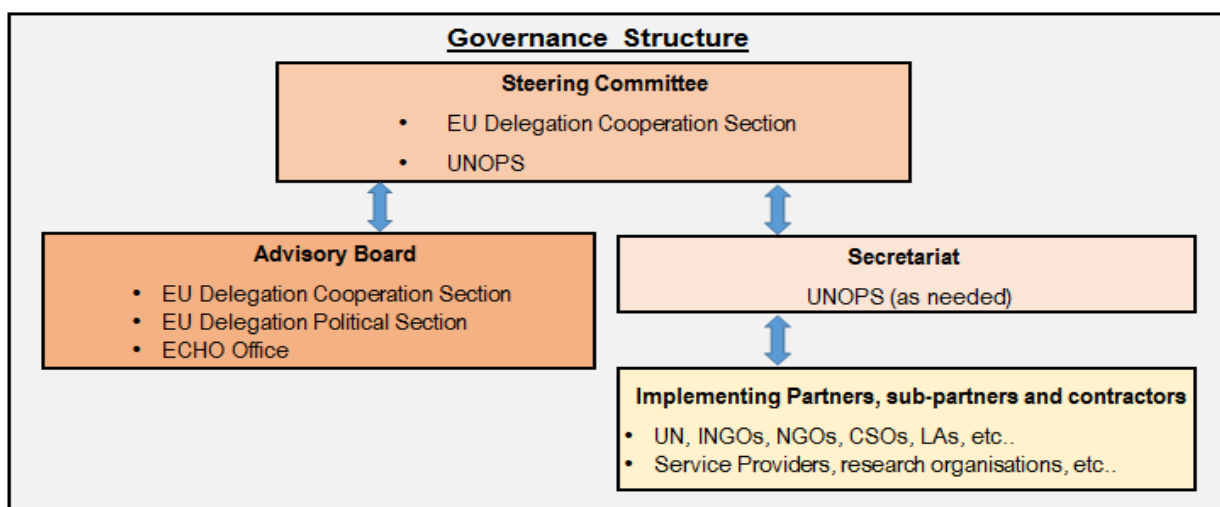 Governance Structure
Steering Committee
• EU Delegation Cooperation Section
• UNOPS
Advisory Board
• EU Delegation Cooperation Section
• EU Delegation Political Section
• ECHO Office
Secretariat
UNOPS (as needed)
Implementing Partners, sub-partners and contractors
• UN, INGOs, NGOs, CSOs, LAs, etc..
• Service Providers, research organisations, etc..